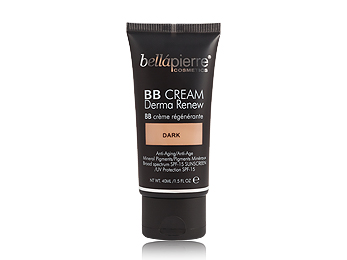 bellápierre
COSMETICS
BB CREAM
Derma Renew
BB crème régénérante
DARK
Anti-Aging/Anti-Age
Mineral Pigments/Pigments Minéraux
Broad spectrum SPF-15 SUNSCREEN
/UV Protection SPF-15
NT WT. 40ML/1.5 FL OZ